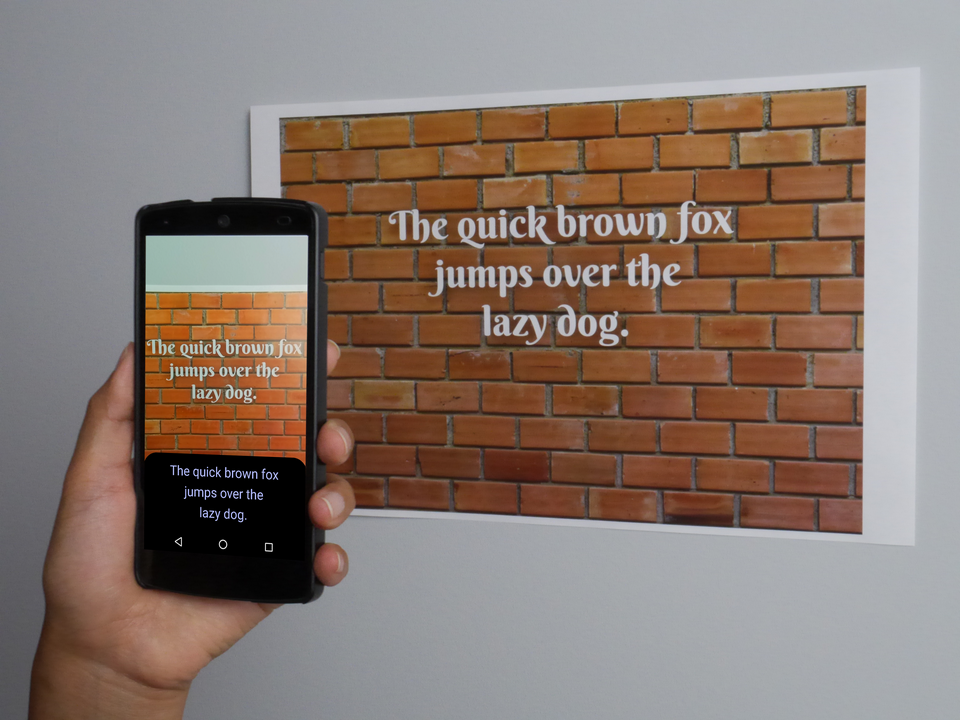 The quick brown fox
jumps over the
lazy dog.
The quick brown fox
jumps over the
lazy dog.
The quick brown fox
jumps over the
lazy dog.